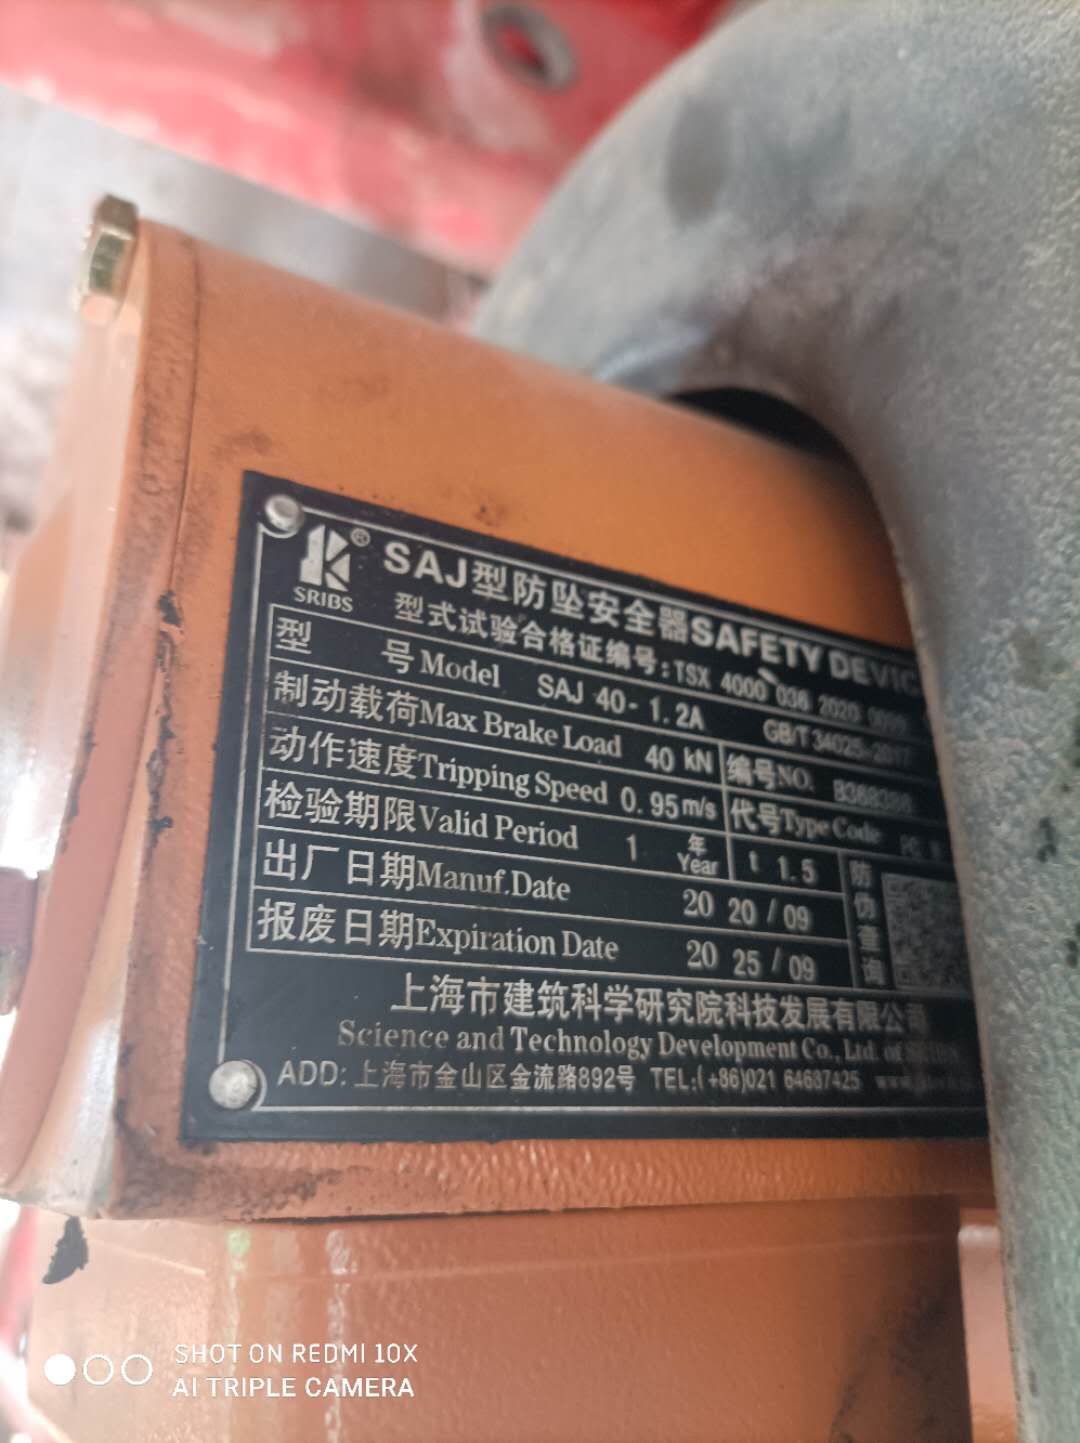 SRIBS ® SAJ型防坠安全器SAFETY DEVIC
型式试验合格证编号:TSX 4000 036 2020
型 号Model SAJ 40-1.2A GB/T 34025-2017
制动载荷Max Brake Load 40 kN 编号NO.
动作速度Tripping Speed 0.95m/s 代号Type Code
检验期限Valid Period 1 年 Year t 1.5
出厂日期Manuf.Date 20 20 / 09
报废日期Expiration Date 20 25 / 09
防伪查询
上海市建筑科学研究院科技发展有限公司
Science and Technology Development Co., Ltd. of
ADD: 上海市金山区金流路892号 TEL:(+86)021 64687425
SHOT ON REDMI 10X
AI TRIPLE CAMERA